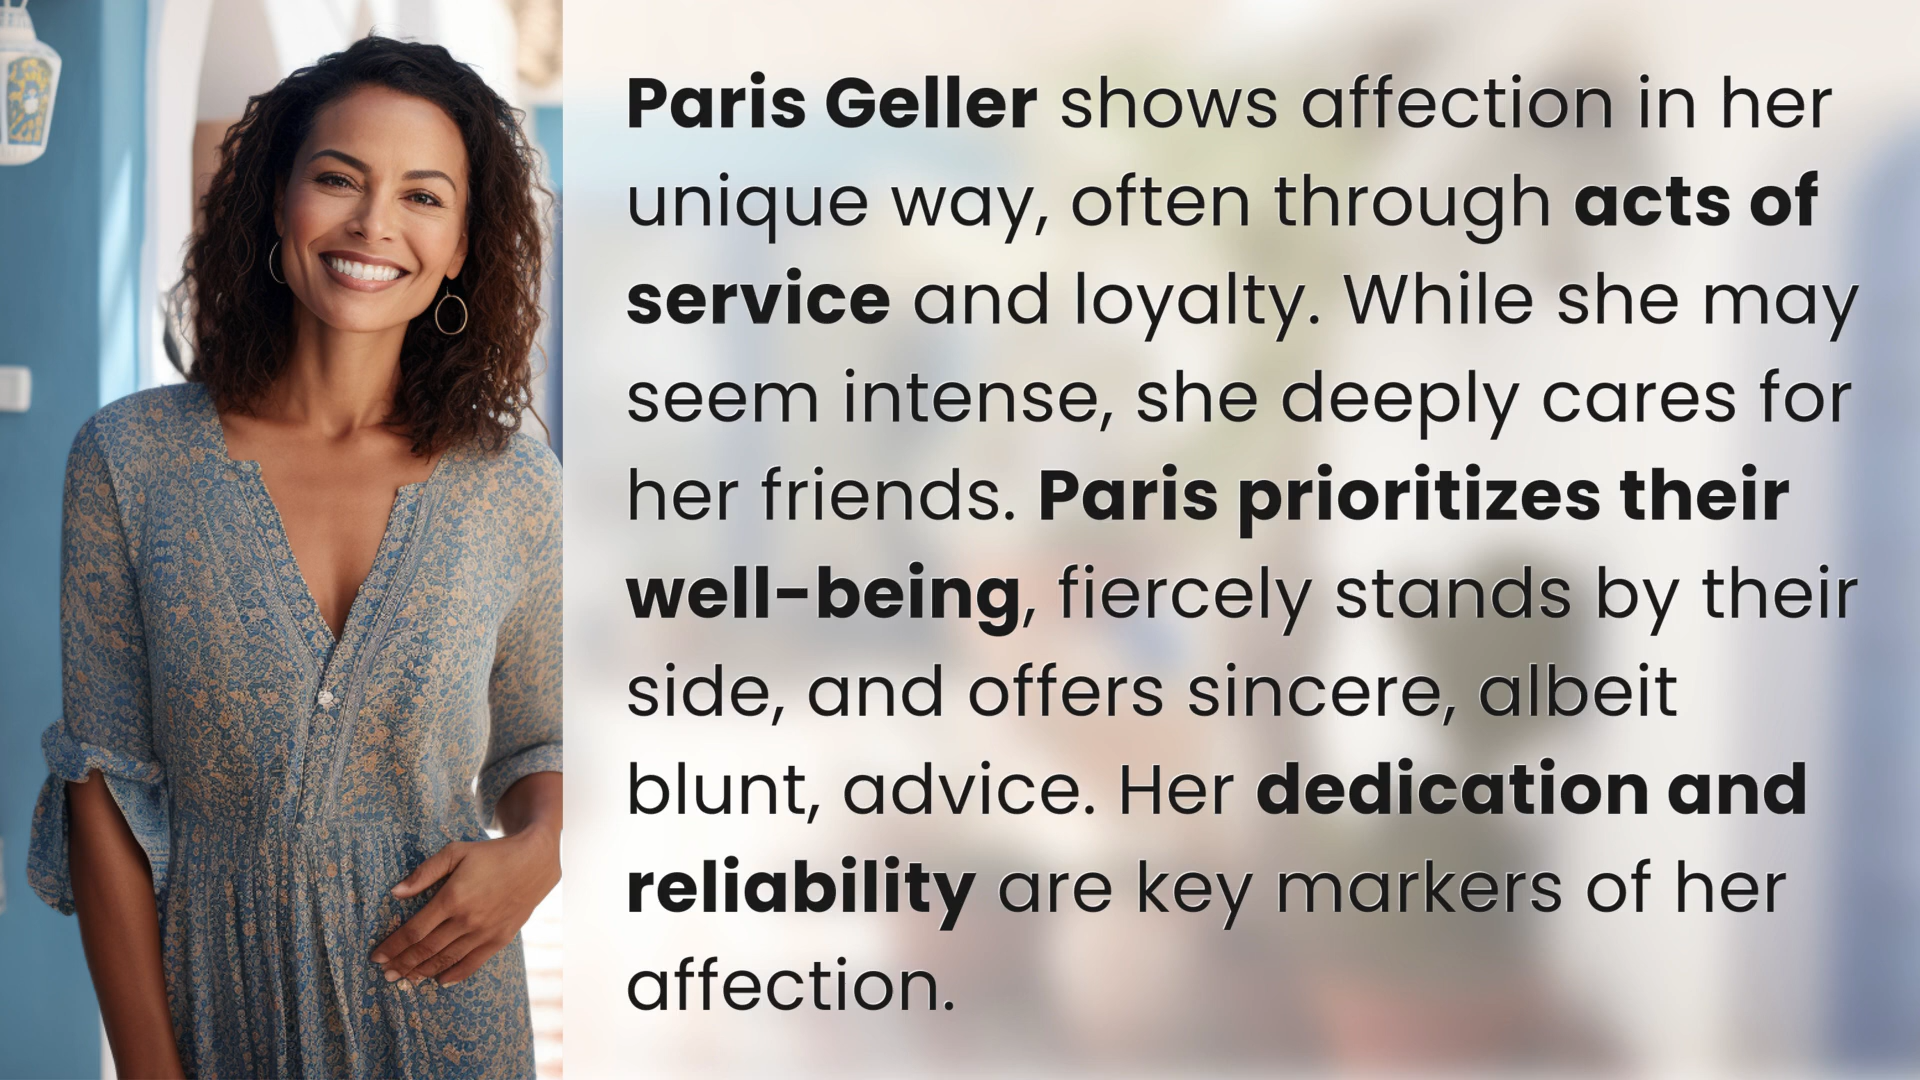 Paris Geller shows affection in her
unique way, often through acts of
service and loyalty. While she may
seem intense, she deeply cares for
her friends. Paris prioritizes their
well-being, fiercely stands by their
side, and offers sincere, albeit
blunt, advice. Her dedication and
reliability are key markers of her
affection.